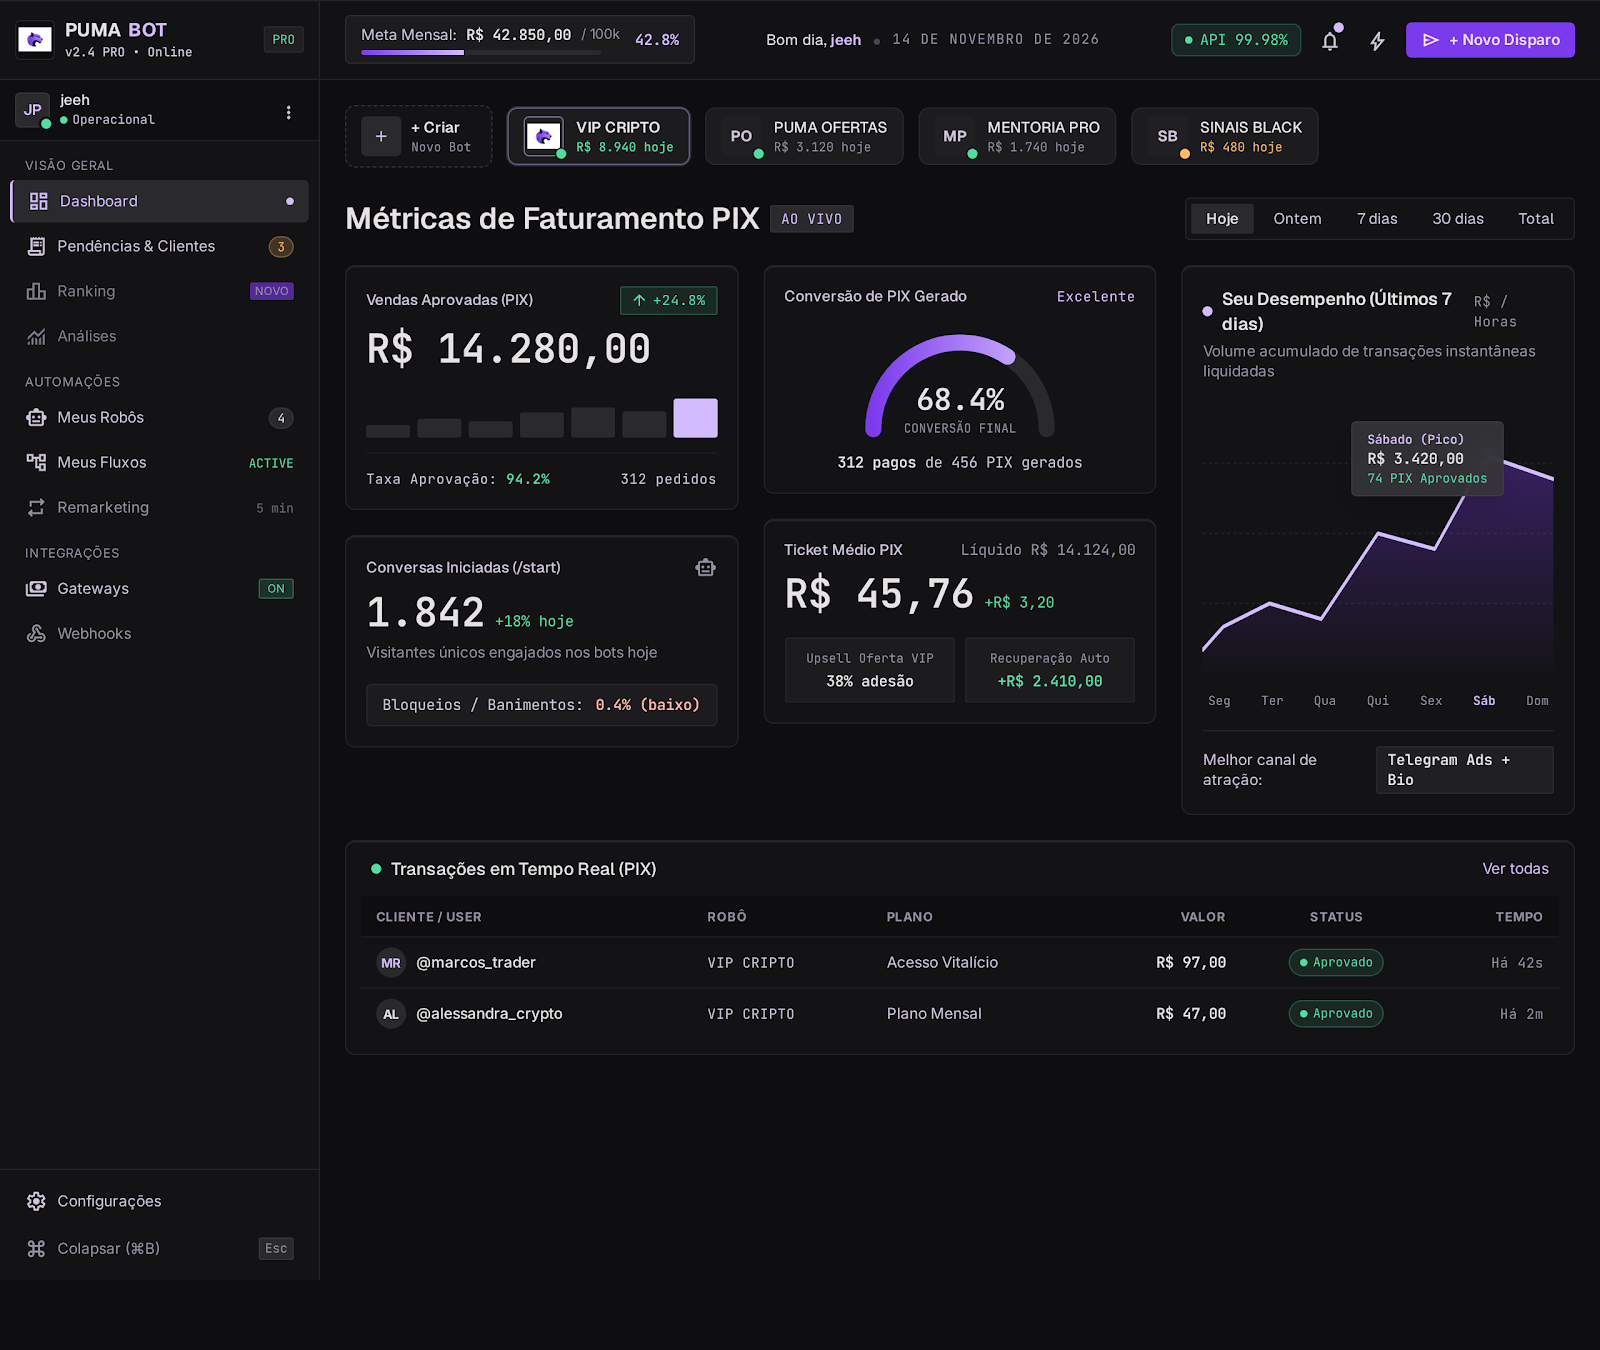 PUMA BOT
v2.4 PRO • Online
PRO
Meta Mensal: R$ 42.850,00 / 100k 42.8%
Bom dia, jeeh • 14 DE NOVEMBRO DE 2026
API 99.98%
+ Novo Disparo
JP
jeeh
Operacional
VISÃO GERAL
Dashboard
Pendências & Clientes 3
Ranking NOVO
Análises
AUTOMAÇÕES
Meus Robôs 4
Meus Fluxos ACTIVE
Remarketing 5 min
INTEGRAÇÕES
Gateways ON
Webhooks
Configurações
Colapsar (⌘B) Esc
+
+ Criar
Novo Bot
VIP CRIPTO
R$ 8.940 hoje
PO
PUMA OFERTAS
R$ 3.120 hoje
MP
MENTORIA PRO
R$ 1.740 hoje
SB
SINAIS BLACK
R$ 480 hoje
Métricas de Faturamento PIX AO VIVO
Hoje Ontem 7 dias 30 dias Total
Vendas Aprovadas (PIX) +24.8%
R$ 14.280,00
Taxa Aprovação: 94.2% 312 pedidos
Conversas Iniciadas (/start)
1.842 +18% hoje
Visitantes únicos engajados nos bots hoje
Bloqueios / Banimentos: 0.4% (baixo)
Conversão de PIX Gerado Excelente
68.4%
CONVERSÃO FINAL
312 pagos de 456 PIX gerados
Ticket Médio PIX Líquido R$ 14.124,00
R$ 45,76 +R$ 3,20
Upsell Oferta VIP
38% adesão
Recuperação Auto
+R$ 2.410,00
Seu Desempenho (Últimos 7
dias)
R$ /
Horas
Volume acumulado de transações instantâneas
liquidadas
Sábado (Pico)
R$ 3.420,00
74 PIX Aprovados
Seg Ter Qua Qui Sex Sáb Dom
Melhor canal de
atração:
Telegram Ads +
Bio
Transações em Tempo Real (PIX) Ver todas
CLIENTE / USER ROBÔ PLANO VALOR STATUS TEMPO
MR @marcos_trader VIP CRIPTO Acesso Vitalício R$ 97,00 Aprovado Há 42s
AL @alessandra_crypto VIP CRIPTO Plano Mensal R$ 47,00 Aprovado Há 2m